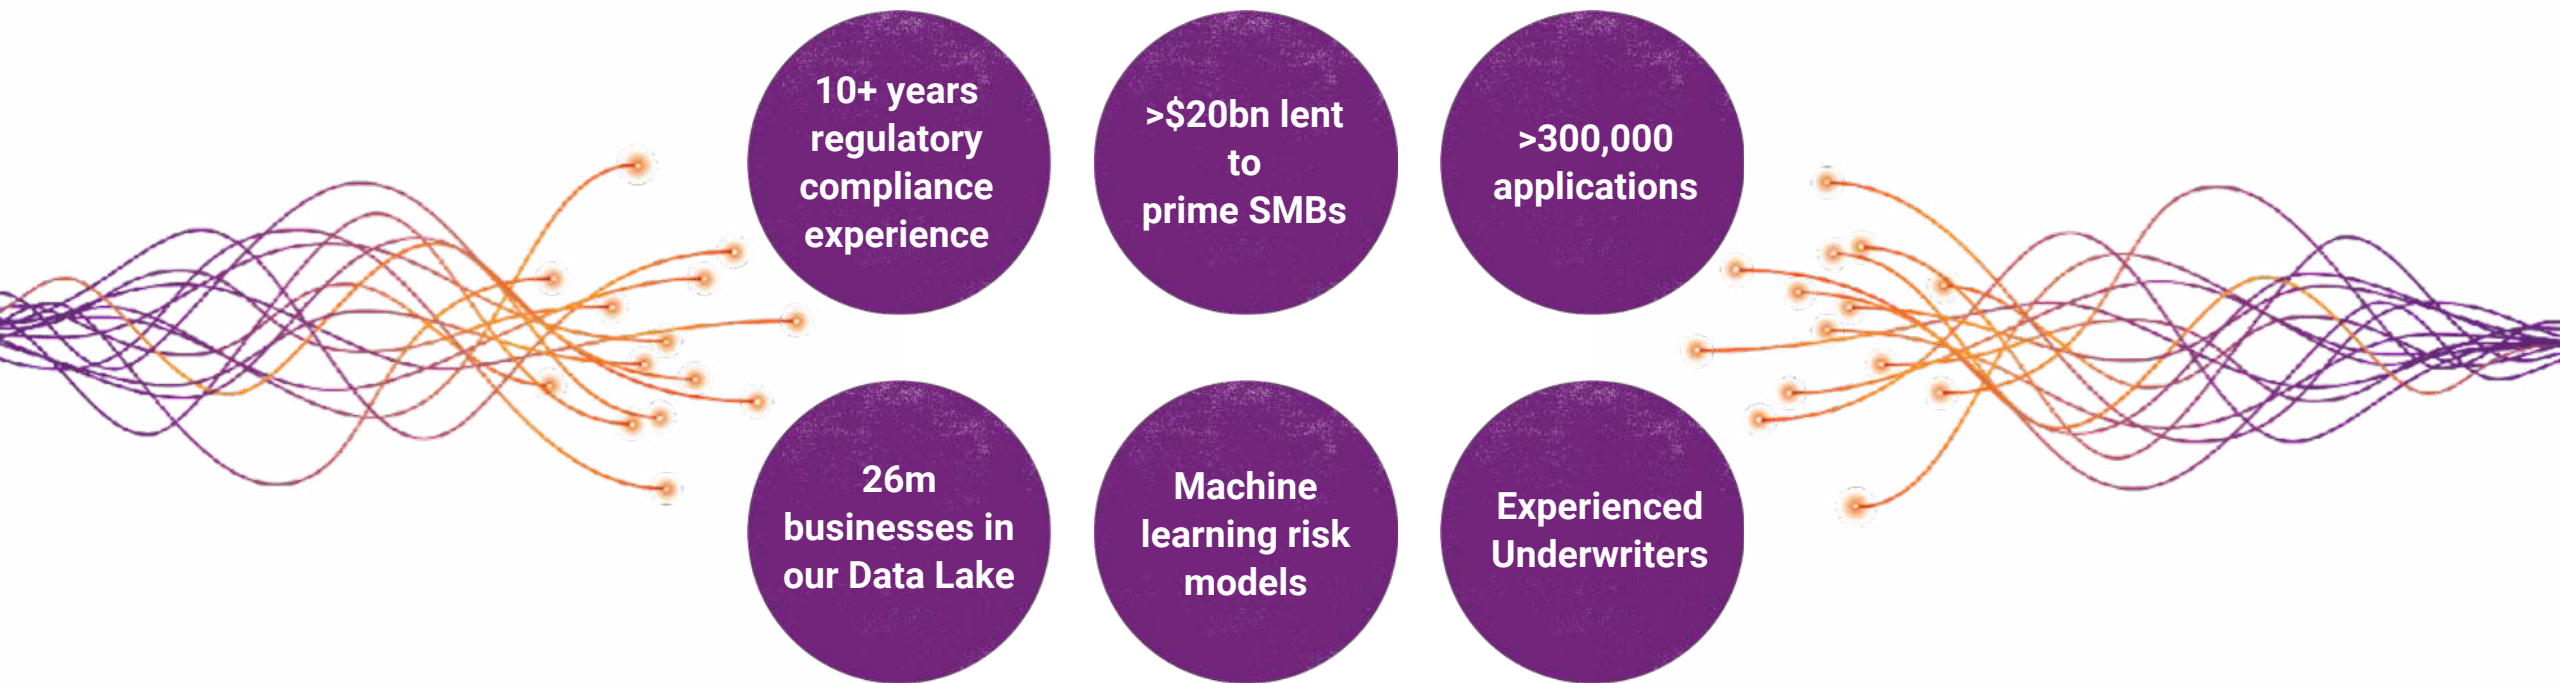 10+ years
regulatory
compliance
experience
>$20bn lent
to
prime SMBs
>300,000
applications
26m
businesses in
our Data Lake
Machine
learning risk
models
Experienced
Underwriters